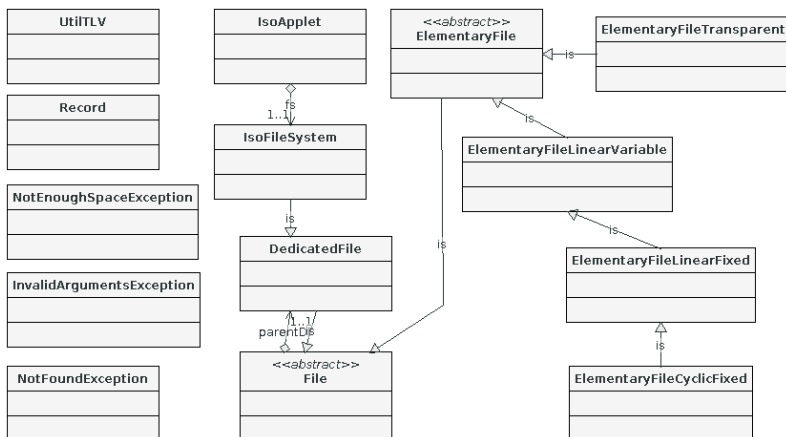 UtilTLV
IsoApplet
<<abstract>>
ElementaryFile
ElementaryFileTransparent
is
Record
fs
1..1
IsoFileSystem
is
ElementaryFileLinearVariable
NotEnoughSpaceException
is
is
DedicatedFile
is
ElementaryFileLinearFixed
InvalidArgumentsException
1..1
is
is
<<abstract>>
File
NotFoundException
ElementaryFileCyclicFixed